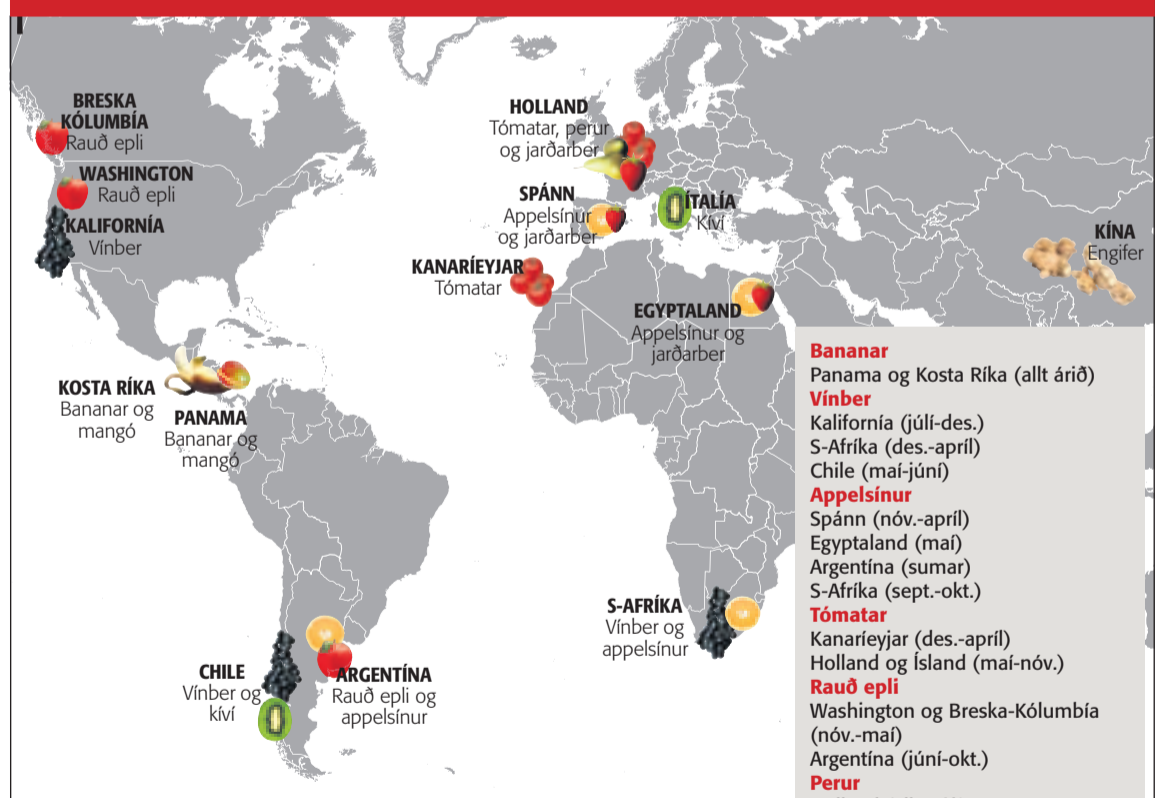 BRESKA
KÓLUMBÍA
Rauð epli
WASHINGTON
Rauð epli
KALIFORNÍA
Vínber
HOLLAND
Tómatar, perur
og jarðarber
SPÁNN
Appelsínur
og jarðarber
ÍTALÍA
Kíví
KÍNA
Engifer
KANARÍEYJAR
Tómatar
EGYPTALAND
Appelsínur og
jarðarber
KOSTA RÍKA
Bananar og
mangó
PANAMA
Bananar og
mangó
S-AFRÍKA
Vínber og
appelsínur
CHILE
Vínber og
kíví
ARGENTÍNA
Rauð epli og
appelsínur
Bananar
Panama og Kosta Ríka (allt árið)
Vínber
Kalifornía (júlí-des.)
S-Afríka (des.-apríl)
Chile (maí-júní)
Appelsínur
Spánn (nóv.-apríl)
Egyptaland (maí)
Argentína (sumar)
S-Afríka (sept.-okt.)
Tómatar
Kanaríeyjar (des.-apríl)
Holland og Ísland (maí-nóv.)
Rauð epli
Washington og Breska-Kólumbía
(nóv.-maí)
Argentína (júní-okt.)
Perur